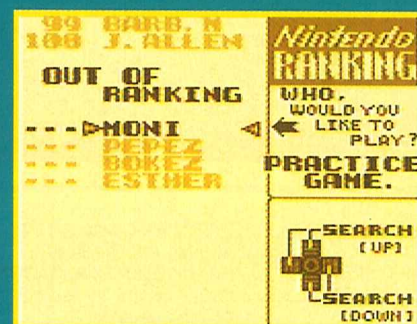 99 BARB. N
100 J. ALLEN
OUT OF
RANKING
--- MONI
--- PEPEZ
--- BOKEZ
--- ESTHER
Nintendo
RANKING
WHO,
WOULD YOU
LIKE TO
PLAY?
PRACTICE
GAME.
SEARCH
[UP]
SEARCH
[DOWN]